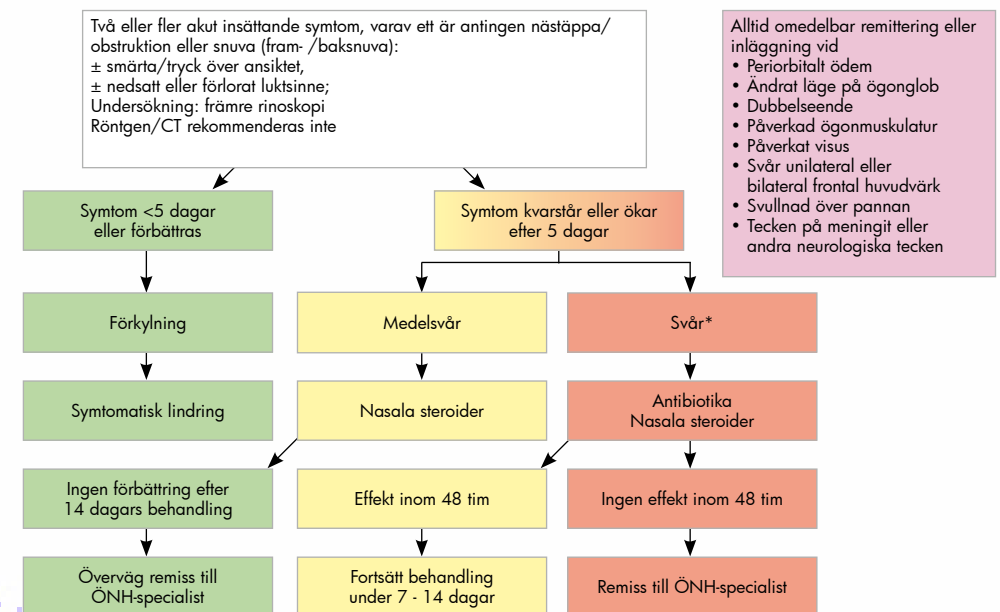 Två eller fler akut insättande symtom, varav ett är antingen nästäppa/
obstruktion eller snuva (fram- /baksnuva):
± smärta/tryck över ansiktet,
± nedsatt eller förlorat luktsinne;
Undersökning: främre rinoskopi
Röntgen/CT rekommenderas inte
Alltid omedelbar remittering eller
inläggning vid
• Periorbitalt ödem
• Ändrat läge på ögonglob
• Dubbelseende
• Påverkad ögonmuskulatur
• Påverkat visus
• Svår unilateral eller
bilateral frontal huvudvärk
• Svullnad över pannan
• Tecken på meningit eller
andra neurologiska tecken
Symtom <5 dagar
eller förbättras
Symtom kvarstår eller ökar
efter 5 dagar
Förkylning
Medelsvår
Svår*
Symtomatisk lindring
Nasala steroider
Antibiotika
Nasala steroider
Ingen förbättring efter
14 dagars behandling
Effekt inom 48 tim
Ingen effekt inom 48 tim
Överväg remiss till
ÖNH-specialist
Fortsätt behandling
under 7 - 14 dagar
Remiss till ÖNH-specialist